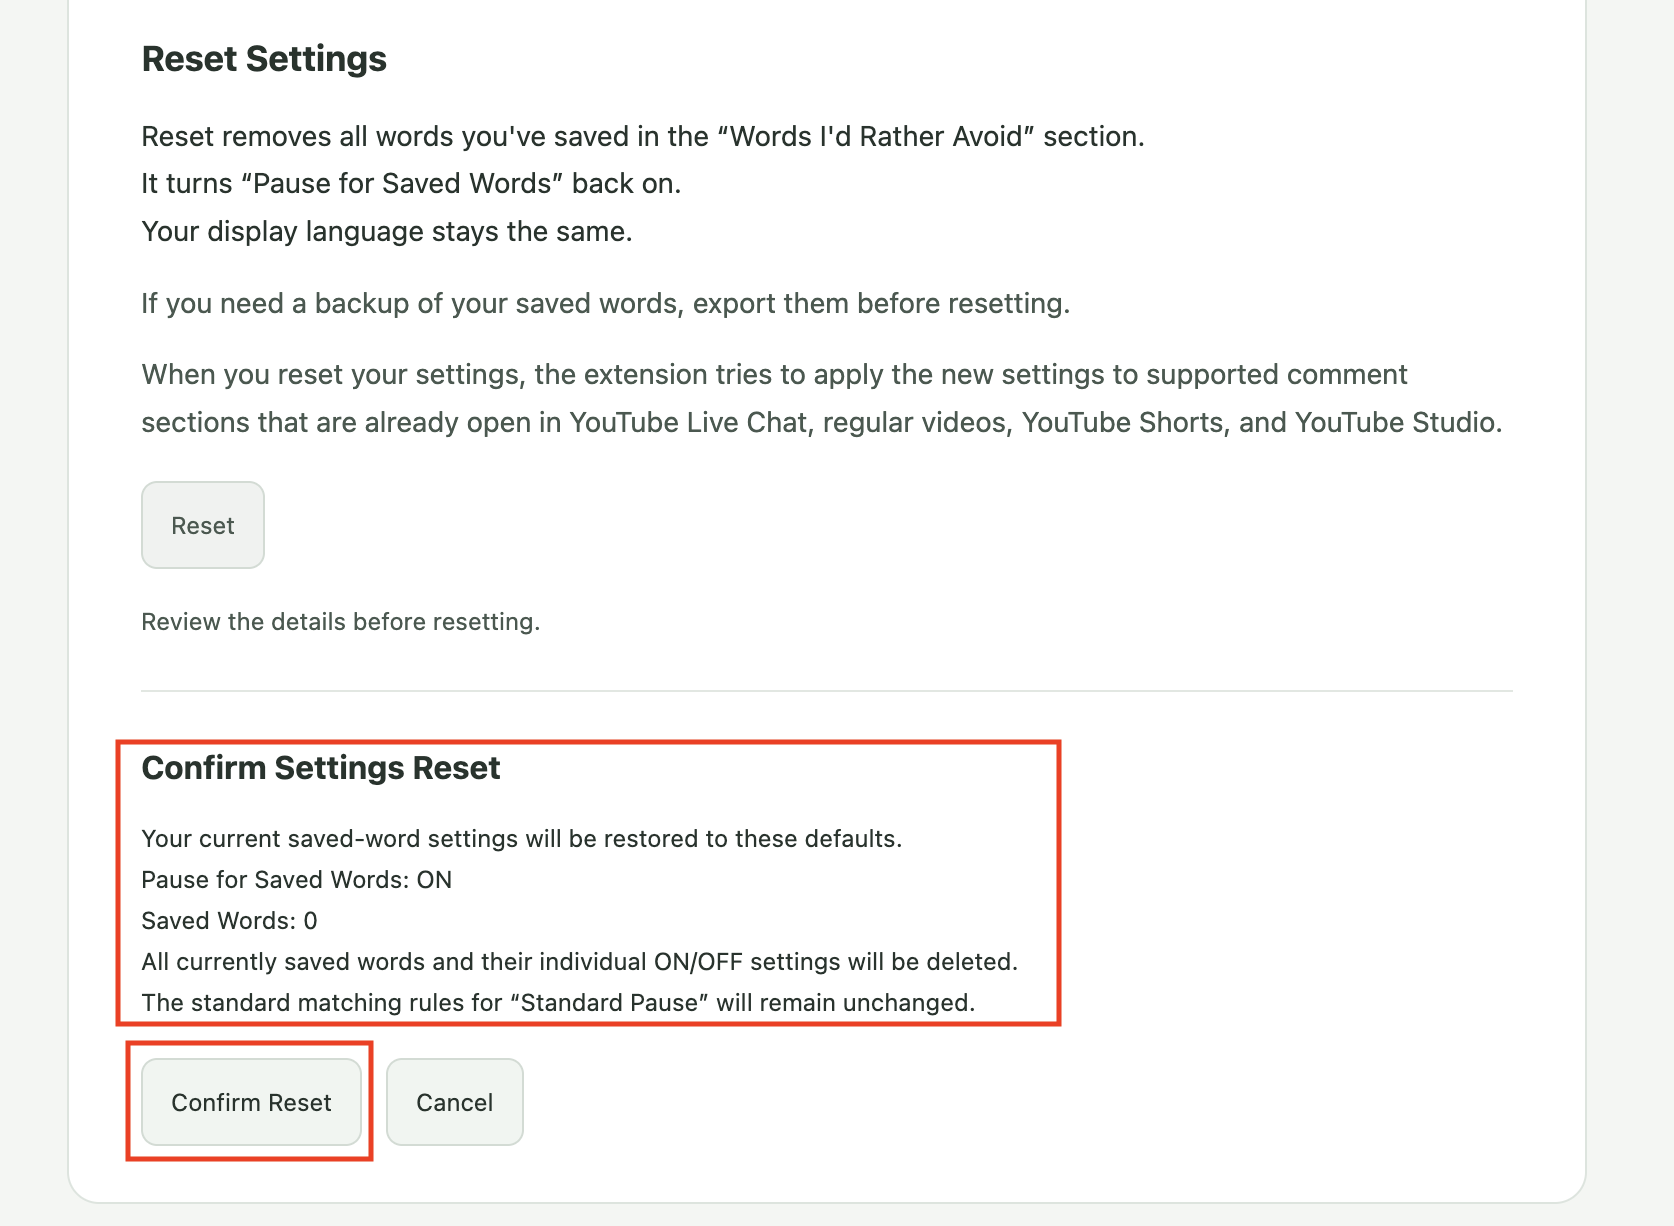 Reset Settings
Reset removes all words you've saved in the “Words I'd Rather Avoid” section.
It turns “Pause for Saved Words” back on.
Your display language stays the same.
If you need a backup of your saved words, export them before resetting.
When you reset your settings, the extension tries to apply the new settings to supported comment
sections that are already open in YouTube Live Chat, regular videos, YouTube Shorts, and YouTube Studio.
Reset
Review the details before resetting.
Confirm Settings Reset
Your current saved-word settings will be restored to these defaults.
Pause for Saved Words: ON
Saved Words: 0
All currently saved words and their individual ON/OFF settings will be deleted.
The standard matching rules for “Standard Pause” will remain unchanged.
Confirm Reset
Cancel